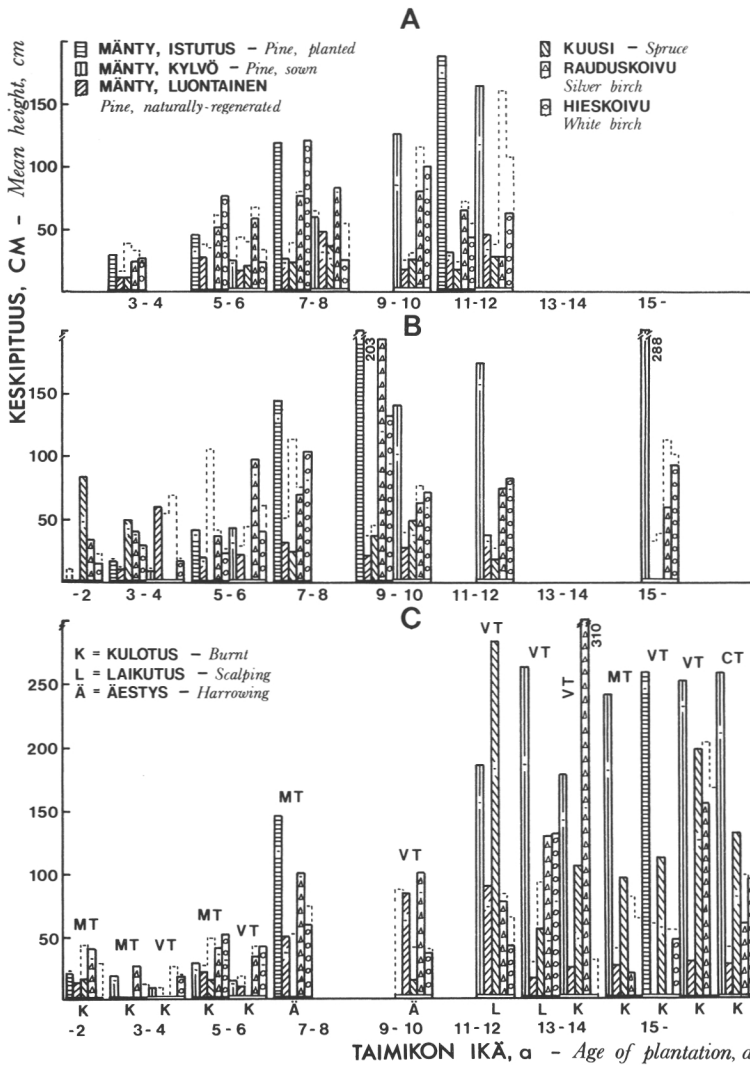 A
MÄNTY, ISTUTUS – Pine, planted
MÄNTY, KYLVÖ – Pine, sown
MÄNTY, LUONTAINEN
Pine, naturally-regenerated
KUUSI – Spruce
RAUDUSKOIVU
Silver birch
HIESKOIVU
White birch
KESKIPITUUS, CM – Mean height, cm
150
100
50
3-4 5-6 7-8 9-10 11-12 13-14 15-
B
203
288
150
100
50
-2 3-4 5-6 7-8 9-10 11-12 13-14 15-
C
K = KULOTUS – Burnt
L = LAIKUTUS – Scalping
Ä = ÄESTYS – Harrowing
310
250
200
150
100
50
MT MT VT MT VT MT VT VT VT VT MT VT VT CT
K K K K K Ä Ä L L K K K K K
-2 3-4 5-6 7-8 9-10 11-12 13-14 15-
TAIMIKON IKÄ, a – Age of plantation, a